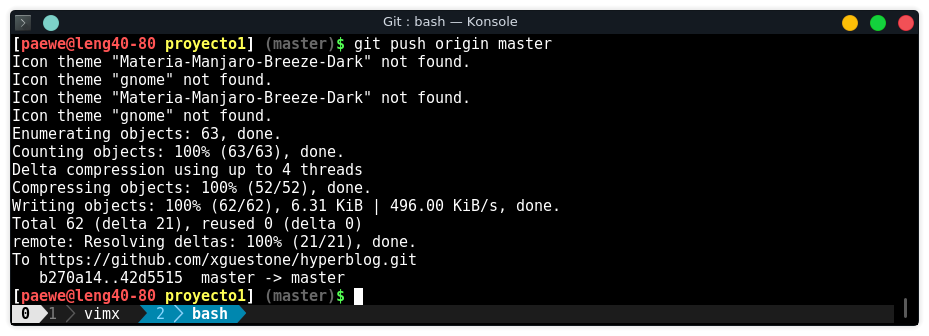 Git : bash — Konsole
[paewe@leng40-80 proyecto1] (master)$ git push origin master
Icon theme "Materia-Manjaro-Breeze-Dark" not found.
Icon theme "gnome" not found.
Icon theme "Materia-Manjaro-Breeze-Dark" not found.
Icon theme "gnome" not found.
Enumerating objects: 63, done.
Counting objects: 100% (63/63), done.
Delta compression using up to 4 threads
Compressing objects: 100% (52/52), done.
Writing objects: 100% (62/62), 6.31 KiB | 496.00 KiB/s, done.
Total 62 (delta 21), reused 0 (delta 0)
remote: Resolving deltas: 100% (21/21), done.
To https://github.com/xguestone/hyperblog.git
   b270a14..42d5515  master -> master
[paewe@leng40-80 proyecto1] (master)$
0 1 vimx 2 bash